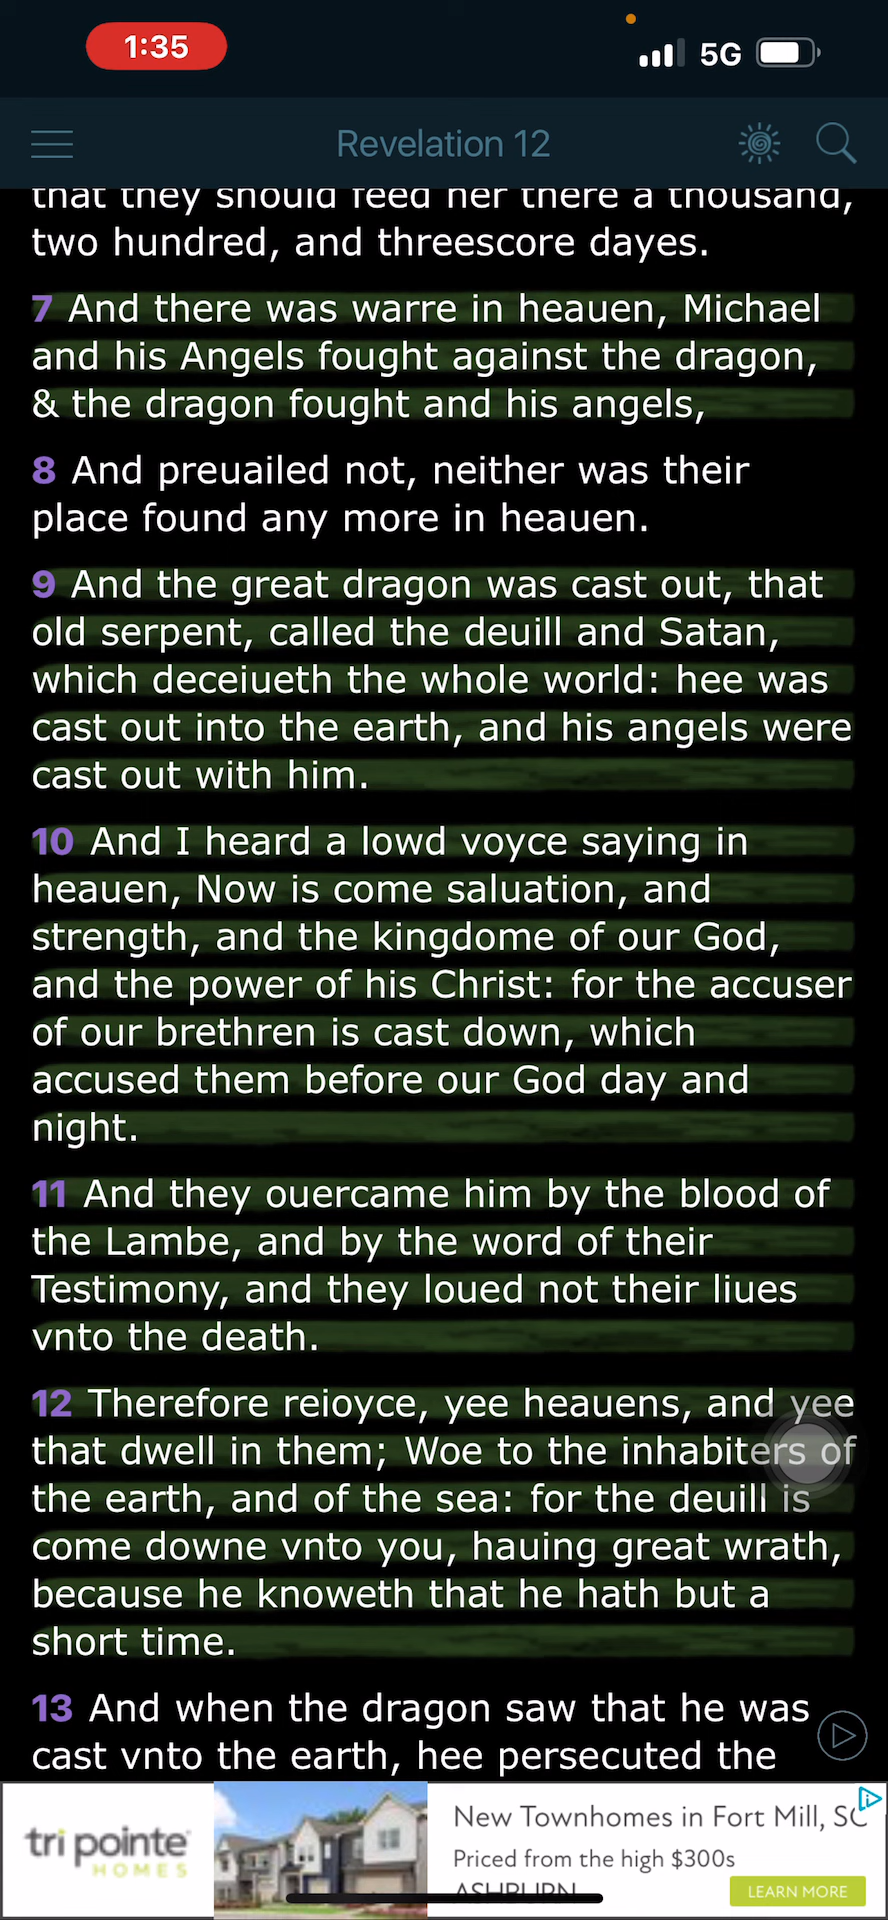 1:35
5G
Revelation 12
that they should feed her there a thousand,
two hundred, and threescore dayes.
7 And there was warre in heauen, Michael
and his Angels fought against the dragon,
& the dragon fought and his angels,
8 And preuailed not, neither was their
place found any more in heauen.
9 And the great dragon was cast out, that
old serpent, called the deuill and Satan,
which deceiueth the whole world: hee was
cast out into the earth, and his angels were
cast out with him.
10 And I heard a lowd voyce saying in
heauen, Now is come saluation, and
strength, and the kingdome of our God,
and the power of his Christ: for the accuser
of our brethren is cast down, which
accused them before our God day and
night.
11 And they ouercame him by the blood of
the Lambe, and by the word of their
Testimony, and they loued not their liues
vnto the death.
12 Therefore reioyce, yee heauens, and yee
that dwell in them; Woe to the inhabiters of
the earth, and of the sea: for the deuill is
come downe vnto you, hauing great wrath,
because he knoweth that he hath but a
short time.
13 And when the dragon saw that he was
cast vnto the earth, hee persecuted the
tri pointe
HOMES
New Townhomes in Fort Mill, SC
Priced from the high $300s
ASHBURN
LEARN MORE